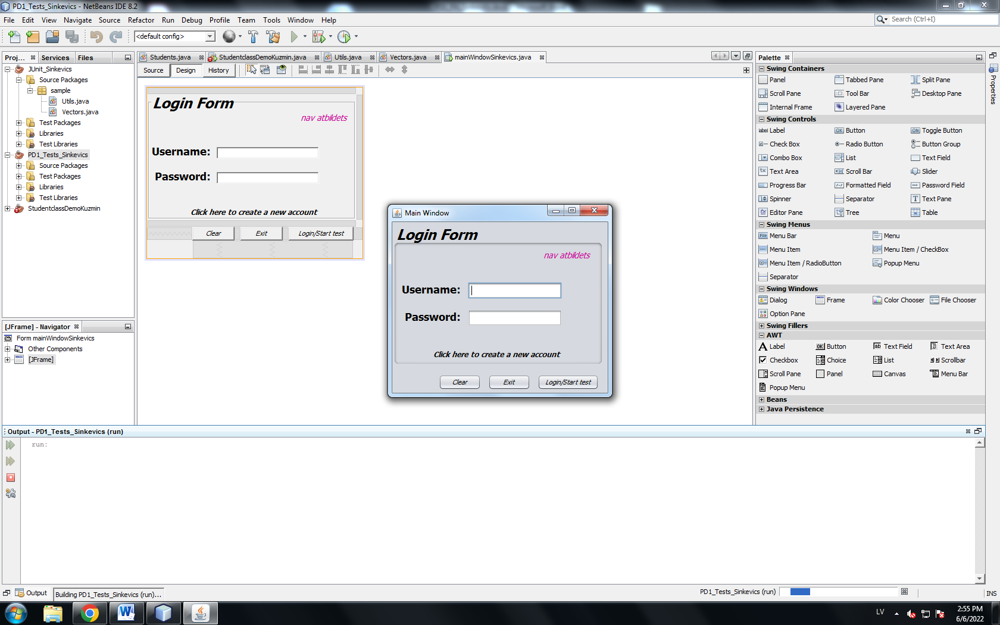 PD1_Tests_Sinkevics - NetBeans IDE 8.2
File Edit View Navigate Source Refactor Run Debug Profile Team Tools Window Help
Search (Ctrl+I)
<default config>
Proj... Services Files
JUnit_Sinkevics
Source Packages
sample
Utils.java
Vectors.java
Test Packages
Libraries
Test Libraries
PD1_Tests_Sinkevics
Source Packages
Test Packages
Libraries
Test Libraries
StudentclassDemoKuzmin
[JFrame] - Navigator
Form mainWindowSinkevics
Other Components
[JFrame]
Students.java StudentclassDemoKuzmin.java Utils.java Vectors.java mainWindowSinkevics.java
Source Design History
Login Form
nav atbildets
Username:
Password:
Click here to create a new account
Clear Exit Login/Start test
Main Window
Login Form
nav atbildets
Username:
Password:
Click here to create a new account
Clear Exit Login/Start test
Palette
Swing Containers
Panel Tabbed Pane Split Pane
Scroll Pane Tool Bar Desktop Pane
Internal Frame Layered Pane
Swing Controls
label Label OK Button ON Toggle Button
Check Box Radio Button Button Group
Combo Box List Text Field
Text Area Scroll Bar Slider
Progress Bar Formatted Field Password Field
Spinner Separator Text Pane
Editor Pane Tree Table
Swing Menus
File Menu Bar Menu
Menu Item Menu Item / CheckBox
Menu Item / RadioButton Popup Menu
Separator
Swing Windows
Dialog Frame Color Chooser File Chooser
Option Pane
Swing Fillers
AWT
A Label OK Button ab Text Field Text Area
Checkbox Choice List Scrollbar
Scroll Pane Panel Canvas Menu Bar
Popup Menu
Beans
Java Persistence
Properties
Output - PD1_Tests_Sinkevics (run)
run:
Output
Building PD1_Tests_Sinkevics (run)...
PD1_Tests_Sinkevics (run)
INS
LV
2:55 PM
6/6/2022